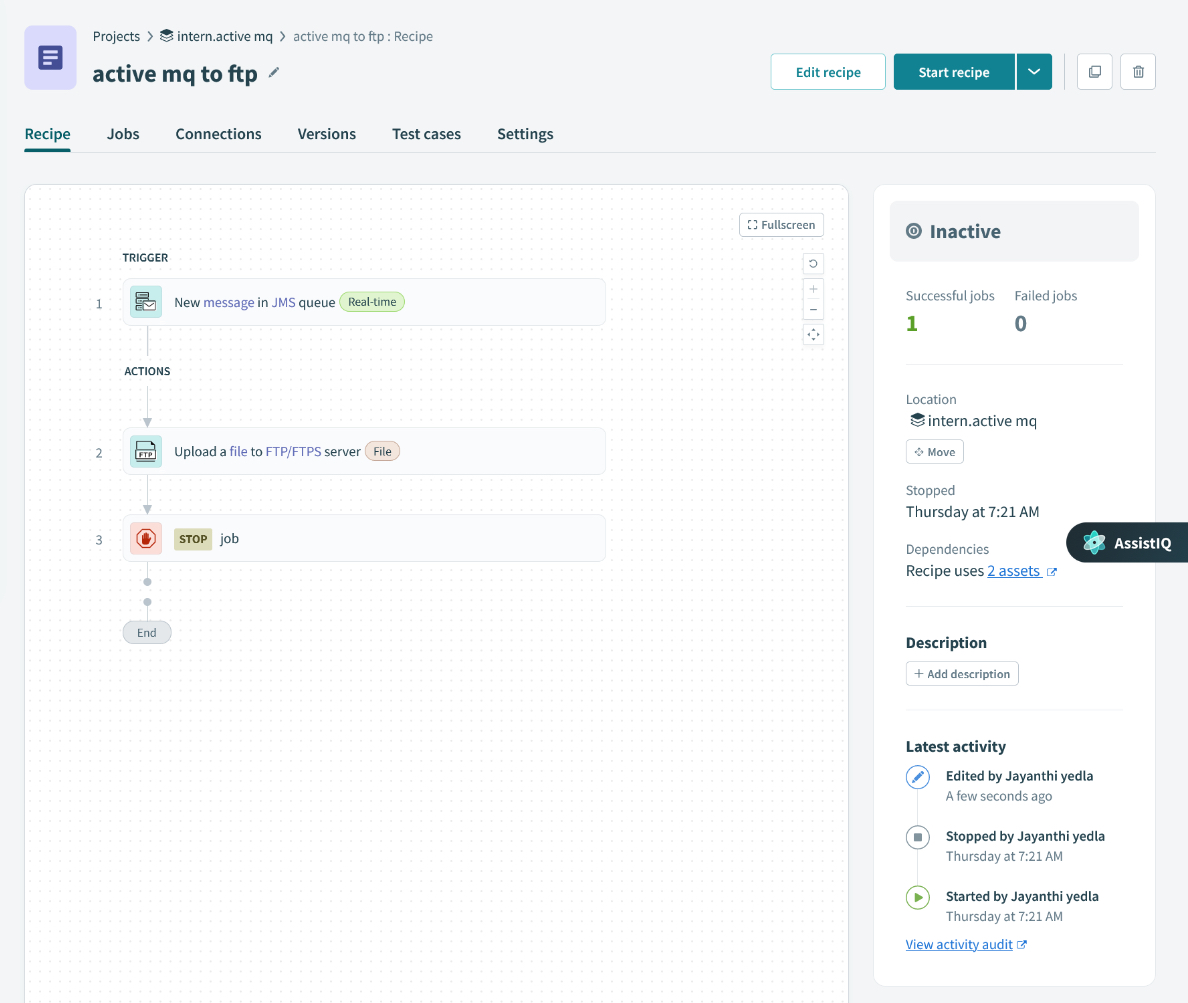 Projects > intern.active mq > active mq to ftp : Recipe
active mq to ftp
Edit recipe
Start recipe
Recipe
Jobs
Connections
Versions
Test cases
Settings
Fullscreen
TRIGGER
1
New message in JMS queue Real-time
ACTIONS
2
FTP
Upload a file to FTP/FTPS server File
3
STOP job
End
Inactive
Successful jobs
Failed jobs
1
0
Location
intern.active mq
Move
Stopped
Thursday at 7:21 AM
Dependencies
Recipe uses 2 assets
AssistIQ
Description
+ Add description
Latest activity
Edited by Jayanthi yedla
A few seconds ago
Stopped by Jayanthi yedla
Thursday at 7:21 AM
Started by Jayanthi yedla
Thursday at 7:21 AM
View activity audit